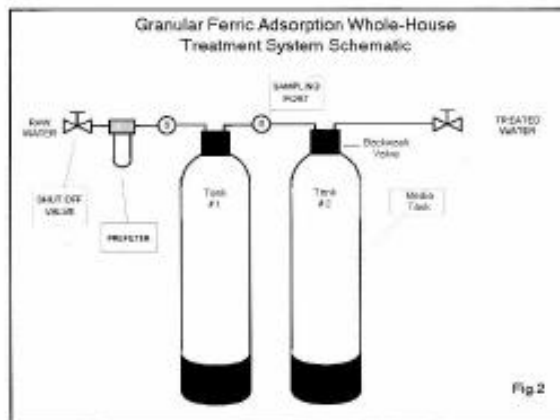 Granular Ferric Adsorption Whole-House
Treatment System Schematic
SAMPLING
PORT
RAW
WATER
TREATED
WATER
Backwash
Valve
SHUT OFF
VALVE
PREFILTER
Tank
#1
Tank
#2
Media
Tank
Fig.2